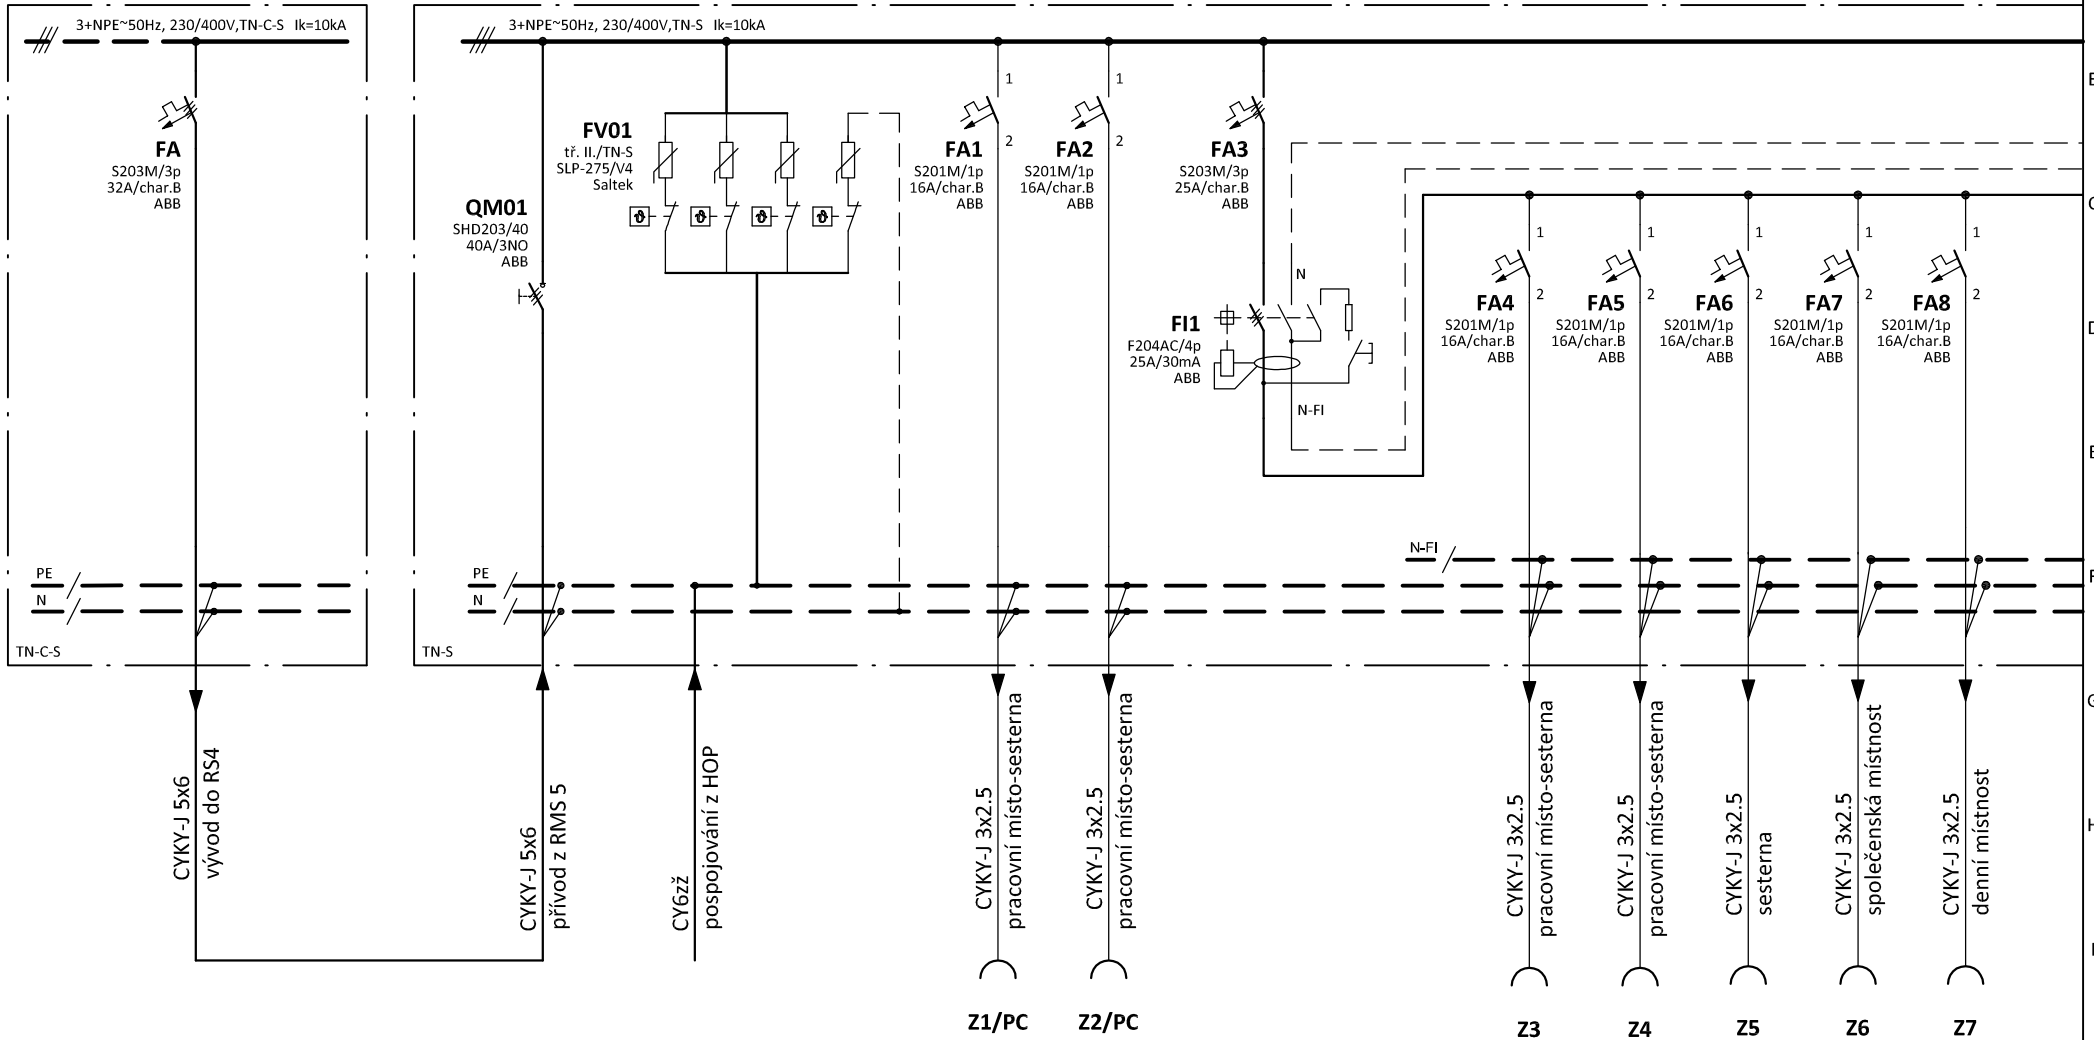 3+NPE~50Hz, 230/400V,TN-C-S Ik=10kA
FA
S203M/3p
32A/char.B
ABB
PE
N
TN-C-S
CYKY-J 5x6
vývod do RS4
3+NPE~50Hz, 230/400V,TN-S Ik=10kA
QM01
SHD203/40
40A/3NO
ABB
FV01
tř. II./TN-S
SLP-275/V4
Saltek
ϑ
ϑ
ϑ
ϑ
1
2
FA1
S201M/1p
16A/char.B
ABB
1
2
FA2
S201M/1p
16A/char.B
ABB
FA3
S203M/3p
25A/char.B
ABB
N
FI1
F204AC/4p
25A/30mA
ABB
N-FI
1
2
FA4
S201M/1p
16A/char.B
ABB
1
2
FA5
S201M/1p
16A/char.B
ABB
1
2
FA6
S201M/1p
16A/char.B
ABB
1
2
FA7
S201M/1p
16A/char.B
ABB
1
2
FA8
S201M/1p
16A/char.B
ABB
N-FI
PE
N
TN-S
CYKY-J 5x6
přívod z RMS 5
CY6zž
pospojování z HOP
CYKY-J 3x2.5
pracovní místo-sesterna
Z1/PC
CYKY-J 3x2.5
pracovní místo-sesterna
Z2/PC
CYKY-J 3x2.5
pracovní místo-sesterna
Z3
CYKY-J 3x2.5
pracovní místo-sesterna
Z4
CYKY-J 3x2.5
sesterna
Z5
CYKY-J 3x2.5
společenská místnost
Z6
CYKY-J 3x2.5
denní místnost
Z7